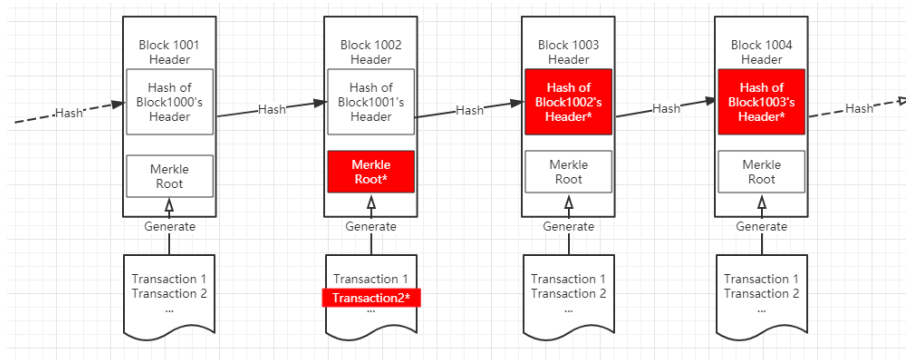 Block 1001
Header
Hash of
Block1000's
Header
Merkle
Root
Generate
Transaction 1
Transaction 2
...
Hash
Hash
Block 1002
Header
Hash of
Block1001's
Header
Merkle
Root*
Generate
Transaction 1
Transaction2*
...
Hash
Block 1003
Header
Hash of
Block1002's
Header*
Merkle
Root
Generate
Transaction 1
Transaction 2
...
Hash
Block 1004
Header
Hash of
Block1003's
Header*
Merkle
Root
Generate
Transaction 1
Transaction 2
...
Hash